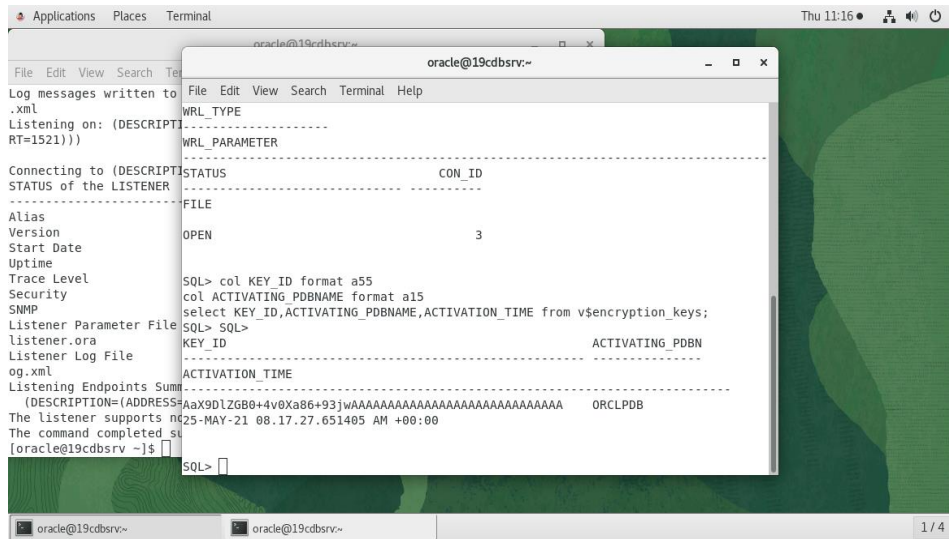 Applications Places Terminal Thu 11:16
oracle@19cdbsrv:~
File Edit View Search
Log messages written to
.xml
Listening on:
RT=1521)))
Connecting to
STATUS of the LISTENER
Alias
Version
Start Date
Uptime
Trace Level
Security
SNMP
Listener Parameter File
listener.ora
Listener Log File
og.xml
Listening Endpoints
(DESCRIPTION=(ADDRESS=
The listener supports
The command completed
[oracle@19cdbsrv ~]$
oracle@19cdbsrv:~
File Edit View Search Terminal Help
WRL_TYPE
--------------------
WRL_PARAMETER
--------------------------------------------------------------------------------
STATUS CON_ID
------------------------------ ----------
FILE
OPEN 3
SQL> col KEY_ID format a55
col ACTIVATING_PDBNAME format a15
select KEY_ID,ACTIVATING_PDBNAME,ACTIVATION_TIME from v$encryption_keys;
SQL> SQL>
KEY_ID ACTIVATING_PDBN
------------------------------------------------------- ---------------
ACTIVATION_TIME
---------------------------------------------------------------------------
AaX9DlZGB0+4v0Xa86+93jwAAAAAAAAAAAAAAAAAAAAAAAAAAAAA ORCLPDB
25-MAY-21 08.17.27.651405 AM +00:00
SQL>
oracle@19cdbsrv:~ oracle@19cdbsrv:~ 1 / 4